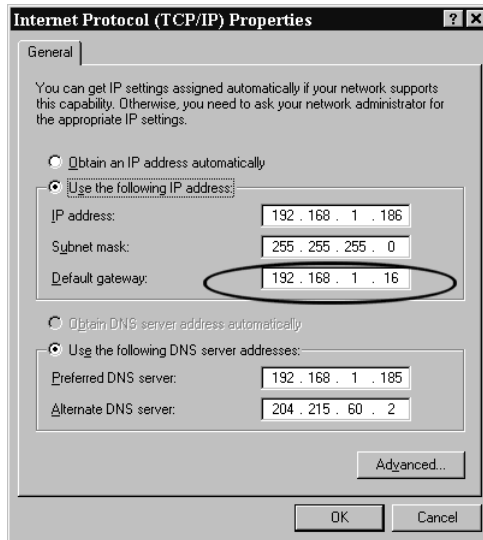 Internet Protocol (TCP/IP) Properties ? X
General
You can get IP settings assigned automatically if your network supports
this capability. Otherwise, you need to ask your network administrator for
the appropriate IP settings.
Obtain an IP address automatically
Use the following IP address:
IP address: 192 . 168 . 1 . 186
Subnet mask: 255 . 255 . 255 . 0
Default gateway: 192 . 168 . 1 . 16
Obtain DNS server address automatically
Use the following DNS server addresses:
Preferred DNS server: 192 . 168 . 1 . 185
Alternate DNS server: 204 . 215 . 60 . 2
Advanced...
OK Cancel